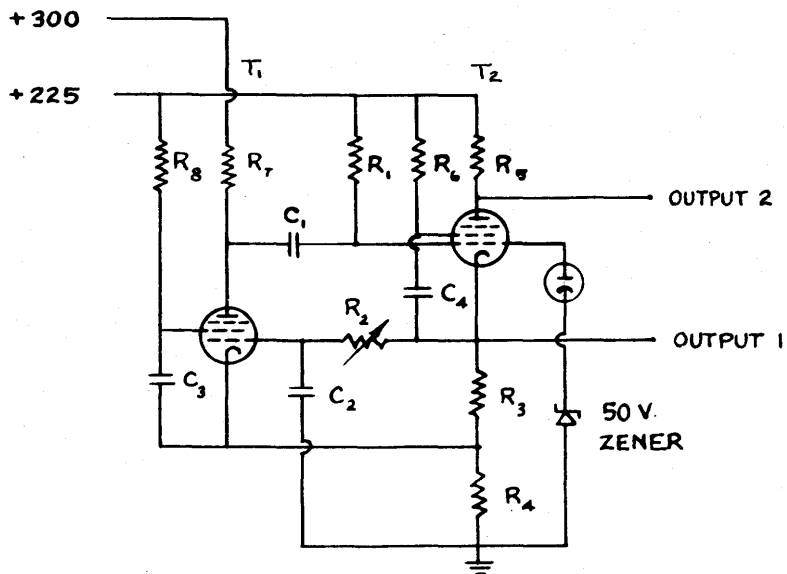 +300
T1
T2
+225
R8
R7
R1
R6
R5
OUTPUT 2
C1
C4
R2
OUTPUT 1
C3
C2
R3
50 V.
ZENER
R4